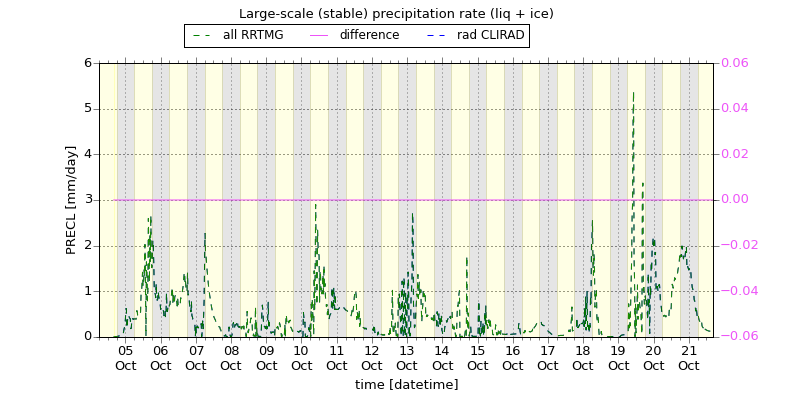 Large-scale (stable) precipitation rate (liq + ice)
all RRTMG difference rad CLIRAD
6 0.06
5 0.04
4 0.02
3 0.00
2 −0.02
1 −0.04
0 −0.06
PRECL [mm/day]
05 06 07 08 09 10 11 12 13 14 15 16 17 18 19 20 21
Oct Oct Oct Oct Oct Oct Oct Oct Oct Oct Oct Oct Oct Oct Oct Oct Oct
time [datetime]